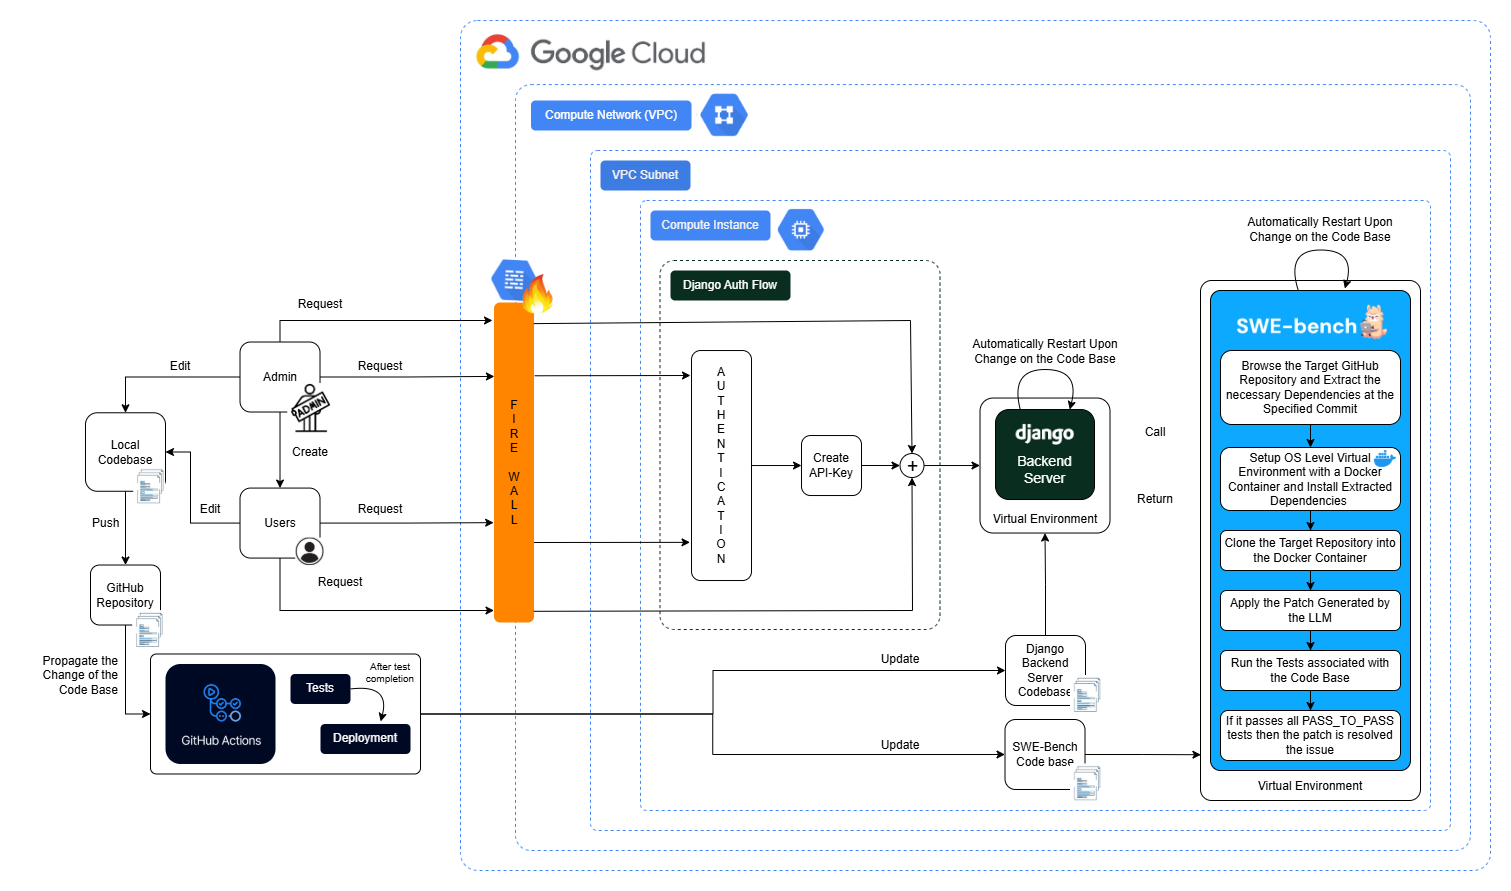 Google Cloud
Compute Network (VPC)
VPC Subnet
Compute Instance
Automatically Restart Upon
Change on the Code Base
Django Auth Flow
Request
SWE-bench
Automatically Restart Upon
Change on the Code Base
Edit
Request
Admin
ADMIN
AUTHENTICATION
FIRE WALL
Browse the Target GitHub
Repository and Extract the
necessary Dependencies at the
Specified Commit
django
Backend
Server
Virtual Environment
Call
Return
Local
Codebase
Create
Create
API-Key
+
Setup OS Level Virtual
Environment with a Docker
Container and Install Extracted
Dependencies
Edit
Request
Users
Push
Clone the Target Repository into
the Docker Container
Request
GitHub
Repository
Apply the Patch Generated by
the LLM
Propagate the
Change of the
Code Base
After test
completion
Tests
Deployment
GitHub Actions
Update
Django
Backend
Server
Codebase
Run the Tests associated with
the Code Base
Update
SWE-Bench
Code base
If it passes all PASS_TO_PASS
tests then the patch is resolved
the issue
Virtual Environment